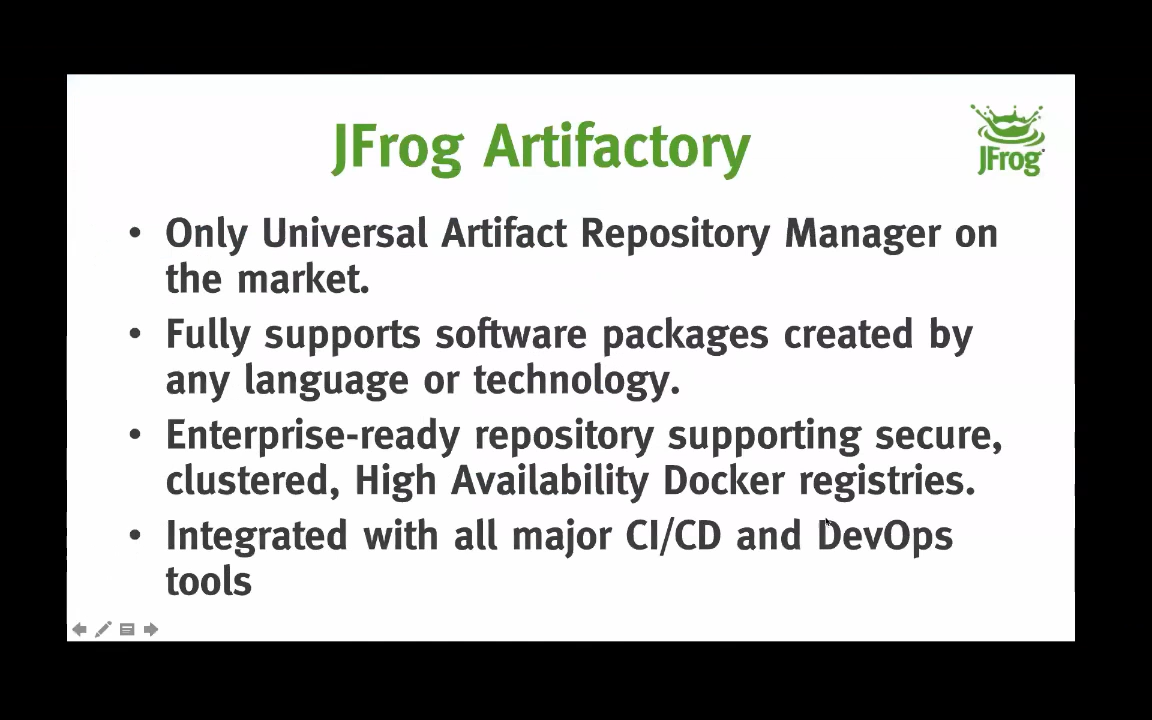 JFrog Artifactory
JFrog
• Only Universal Artifact Repository Manager on
the market.
• Fully supports software packages created by
any language or technology.
• Enterprise-ready repository supporting secure,
clustered, High Availability Docker registries.
• Integrated with all major CI/CD and DevOps
tools